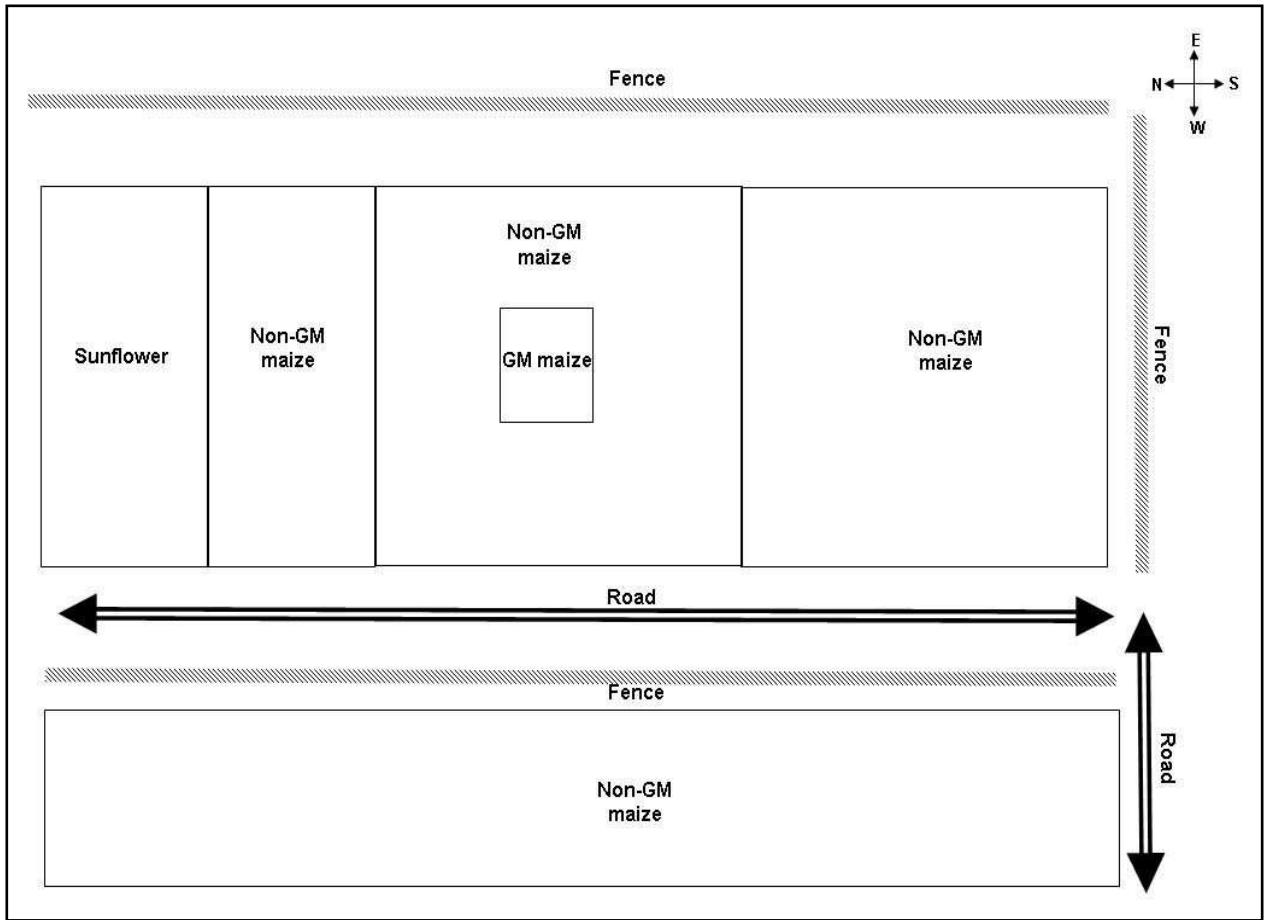 E
N
S
W
Fence
Non-GM
maize
Sunflower
Non-GM
maize
GM maize
Non-GM
maize
Fence
Road
Fence
Road
Non-GM
maize